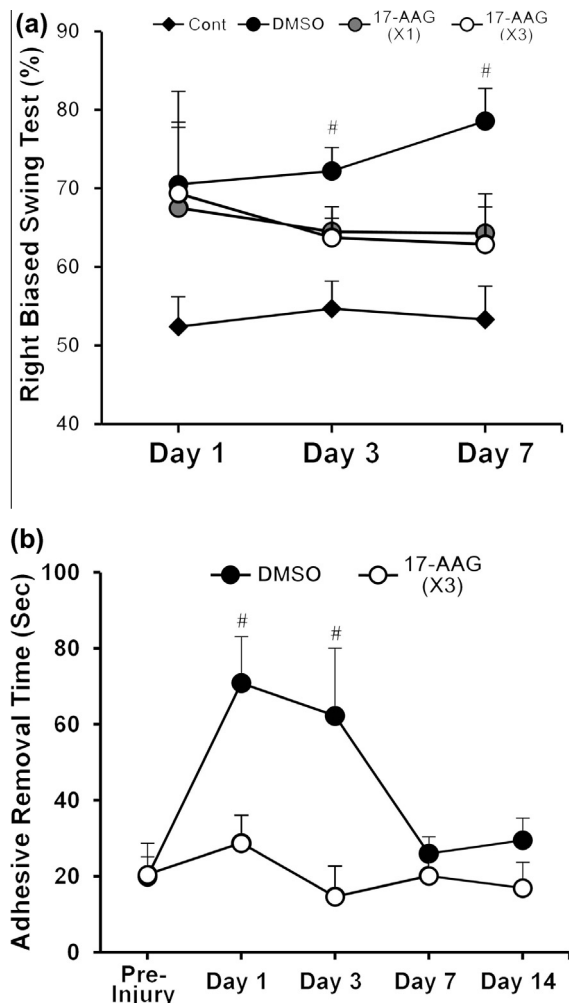 (a)
Cont DMSO 17-AAG (X1) 17-AAG (X3)
Right Biased Swing Test (%)
90
80
70
60
50
40
# #
Day 1 Day 3 Day 7
(b)
DMSO 17-AAG (X3)
Adhesive Removal Time (Sec)
100
80
60
40
20
0
# #
Pre-Injury Day 1 Day 3 Day 7 Day 14